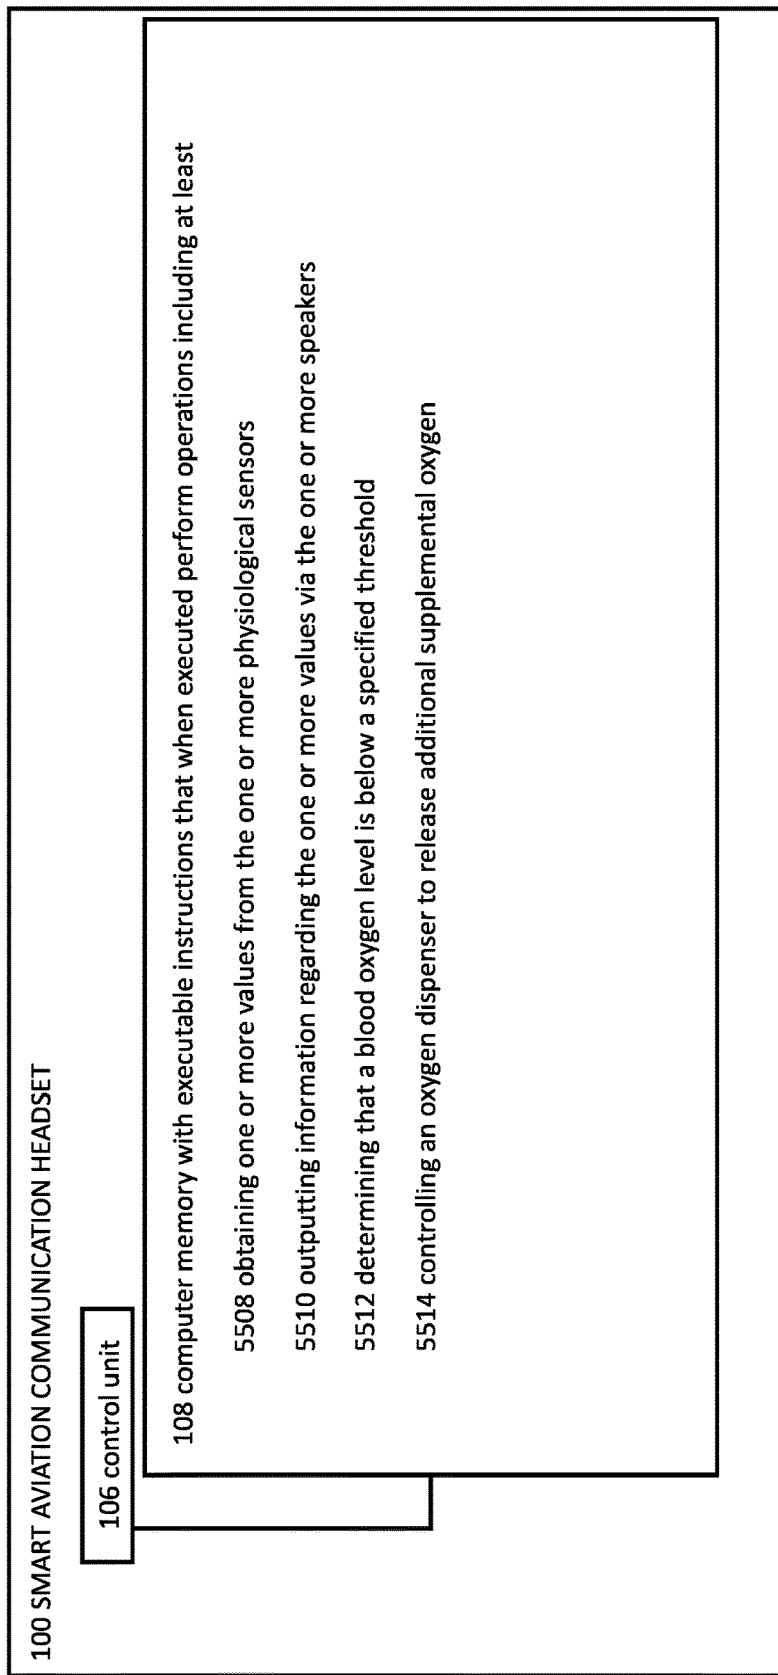 100 SMART AVIATION COMMUNICATION HEADSET
106 control unit
108 computer memory with executable instructions that when executed perform operations including at least
5508 obtaining one or more values from the one or more physiological sensors
5510 outputting information regarding the one or more values via the one or more speakers
5512 determining that a blood oxygen level is below a specified threshold
5514 controlling an oxygen dispenser to release additional supplemental oxygen